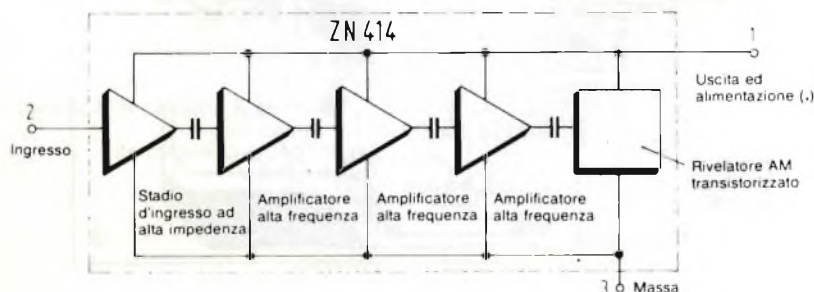 ZN 414
1
Uscita ed
alimentazione (.)
2
Ingresso
Rivelatore AM
transistorizzato
Stadio
d'ingresso ad
alta impedenza
Amplificatore
alta frequenza
Amplificatore
alta frequenza
Amplificatore
alta frequenza
3 Massa